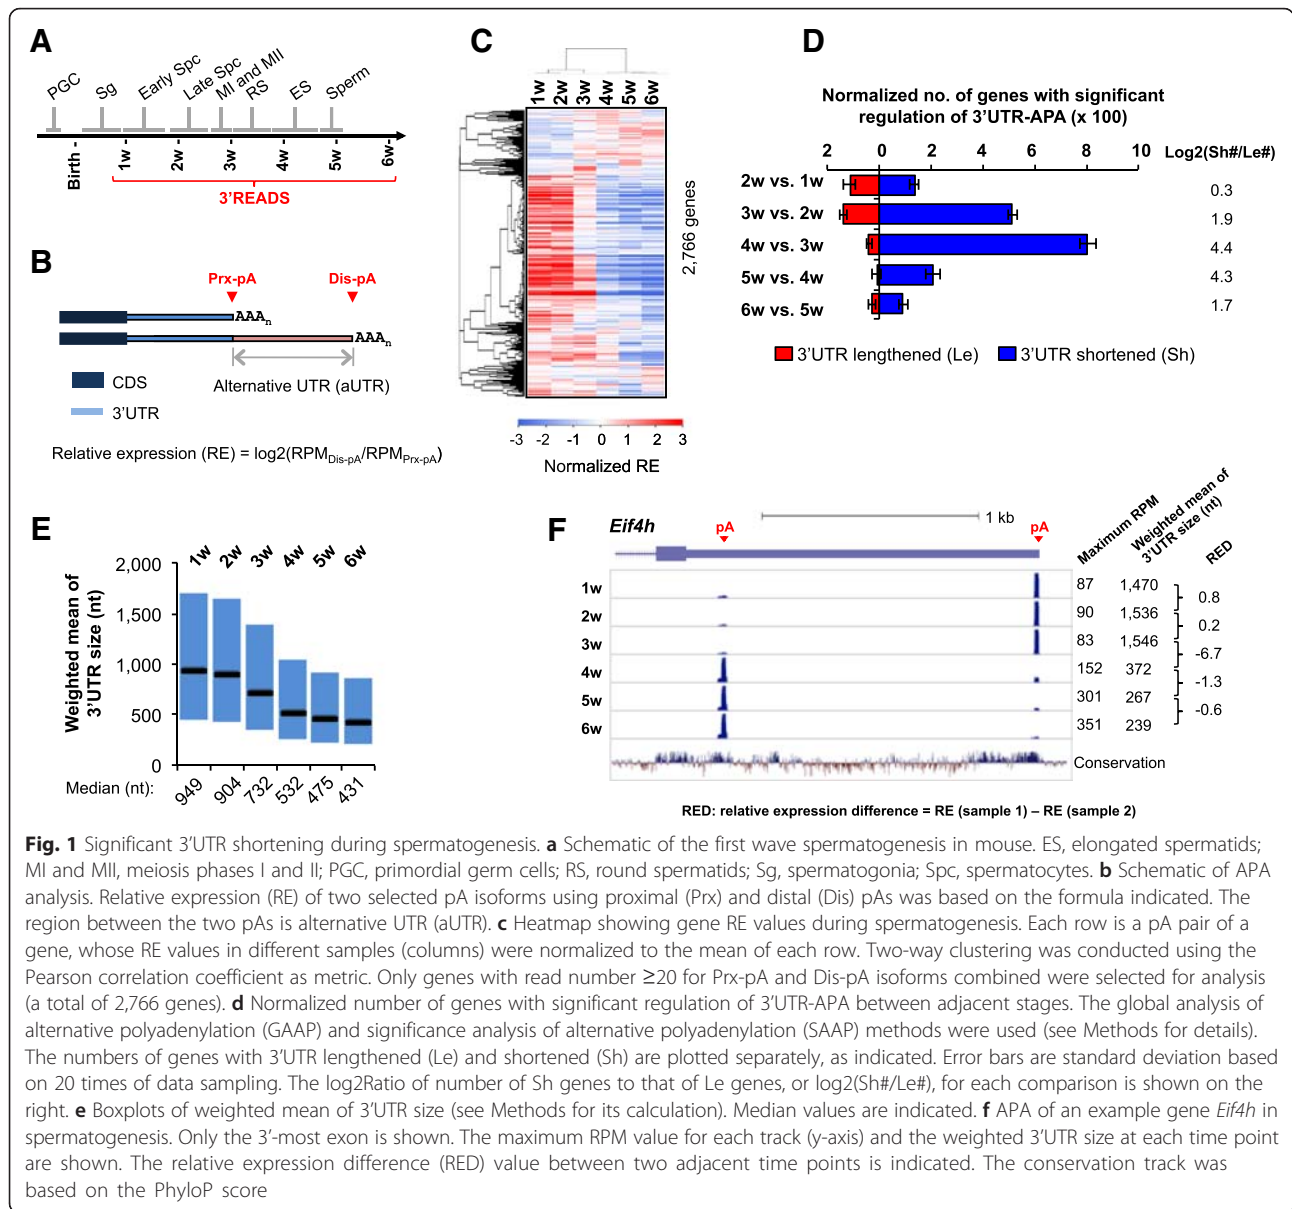 A
PGC
Sg
Early Spc
Late Spc
MI and MII
RS
ES
Sperm
Birth -
1w
2w
3w
4w
5w
6w
3'READS
B
Prx-pA
Dis-pA
AAAn
AAAn
Alternative UTR (aUTR)
CDS
3'UTR
Relative expression (RE) = log2(RPMDis-pA/RPMPrx-pA)
C
1w 2w 3w 4w 5w 6w
2,766 genes
-3 -2 -1 0 1 2 3
Normalized RE
D
Normalized no. of genes with significant
regulation of 3'UTR-APA (x 100)
Log2(Sh#/Le#)
2 0 2 4 6 8 10
2w vs. 1w 0.3
3w vs. 2w 1.9
4w vs. 3w 4.4
5w vs. 4w 4.3
6w vs. 5w 1.7
3'UTR lengthened (Le) 3'UTR shortened (Sh)
E
1w 2w 3w 4w 5w 6w
Weighted mean of
3'UTR size (nt)
2,000
1,500
1,000
500
0
Median (nt): 949 904 732 532 475 431
F
Eif4h
pA
1 kb
pA
Maximum RPM
Weighted mean of
3'UTR size (nt)
RED
1w 87 1,470
0.8
2w 90 1,536
0.2
3w 83 1,546
-6.7
4w 152 372
-1.3
5w 301 267
-0.6
6w 351 239
Conservation
RED: relative expression difference = RE (sample 1) – RE (sample 2)
Fig. 1 Significant 3'UTR shortening during spermatogenesis. a Schematic of the first wave spermatogenesis in mouse. ES, elongated spermatids;
MI and MII, meiosis phases I and II; PGC, primordial germ cells; RS, round spermatids; Sg, spermatogonia; Spc, spermatocytes. b Schematic of APA
analysis. Relative expression (RE) of two selected pA isoforms using proximal (Prx) and distal (Dis) pAs was based on the formula indicated. The
region between the two pAs is alternative UTR (aUTR). c Heatmap showing gene RE values during spermatogenesis. Each row is a pA pair of a
gene, whose RE values in different samples (columns) were normalized to the mean of each row. Two-way clustering was conducted using the
Pearson correlation coefficient as metric. Only genes with read number ≥20 for Prx-pA and Dis-pA isoforms combined were selected for analysis
(a total of 2,766 genes). d Normalized number of genes with significant regulation of 3'UTR-APA between adjacent stages. The global analysis of
alternative polyadenylation (GAAP) and significance analysis of alternative polyadenylation (SAAP) methods were used (see Methods for details).
The numbers of genes with 3'UTR lengthened (Le) and shortened (Sh) are plotted separately, as indicated. Error bars are standard deviation based
on 20 times of data sampling. The log2Ratio of number of Sh genes to that of Le genes, or log2(Sh#/Le#), for each comparison is shown on the
right. e Boxplots of weighted mean of 3'UTR size (see Methods for its calculation). Median values are indicated. f APA of an example gene Eif4h in
spermatogenesis. Only the 3'-most exon is shown. The maximum RPM value for each track (y-axis) and the weighted 3'UTR size at each time point
are shown. The relative expression difference (RED) value between two adjacent time points is indicated. The conservation track was
based on the PhyloP score